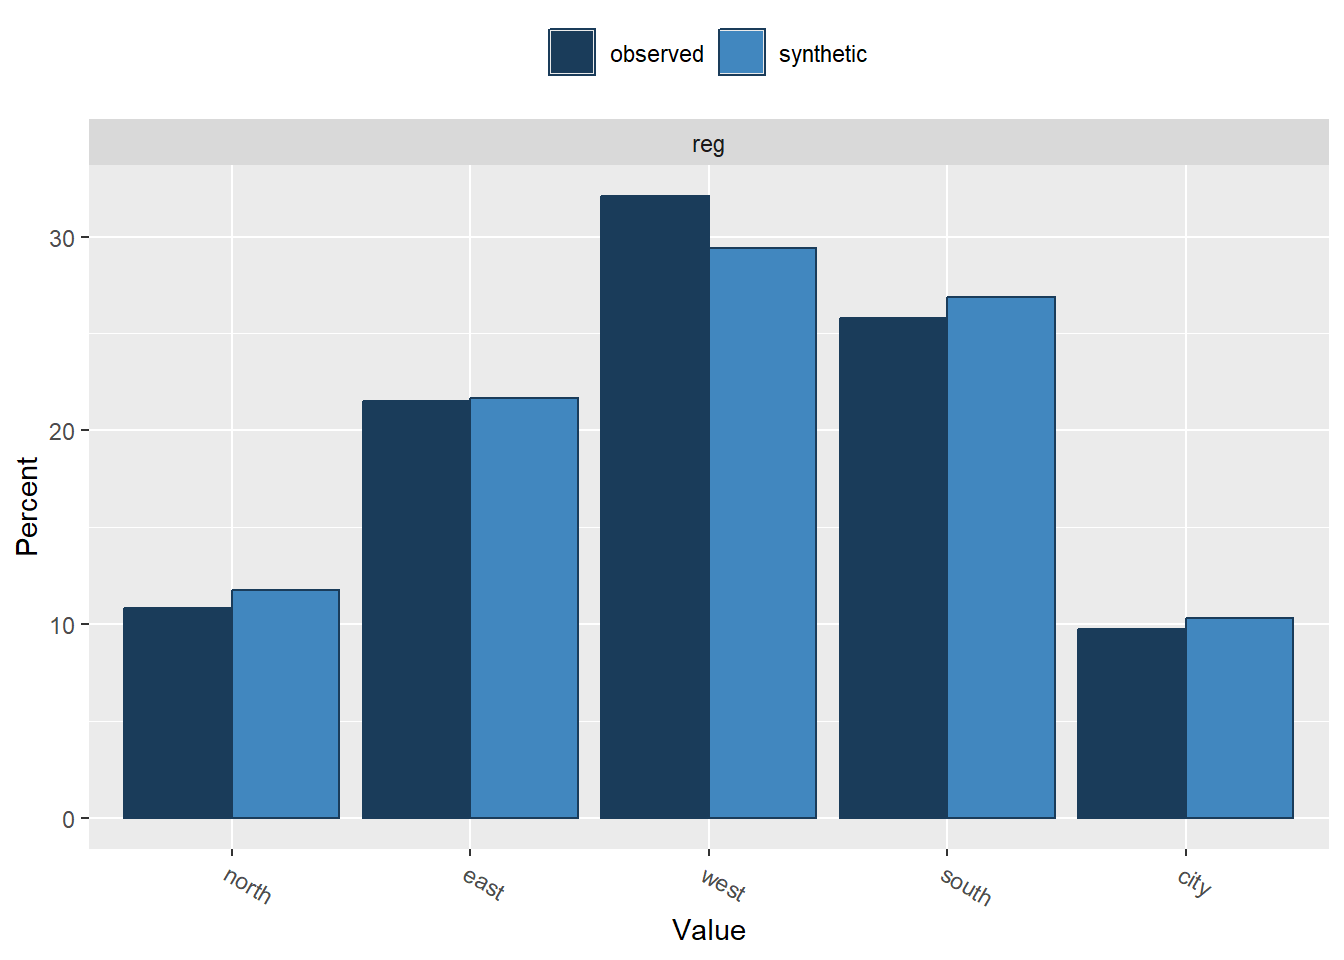 observed synthetic
reg
30
20
10
0
Percent
north east west south city
Value